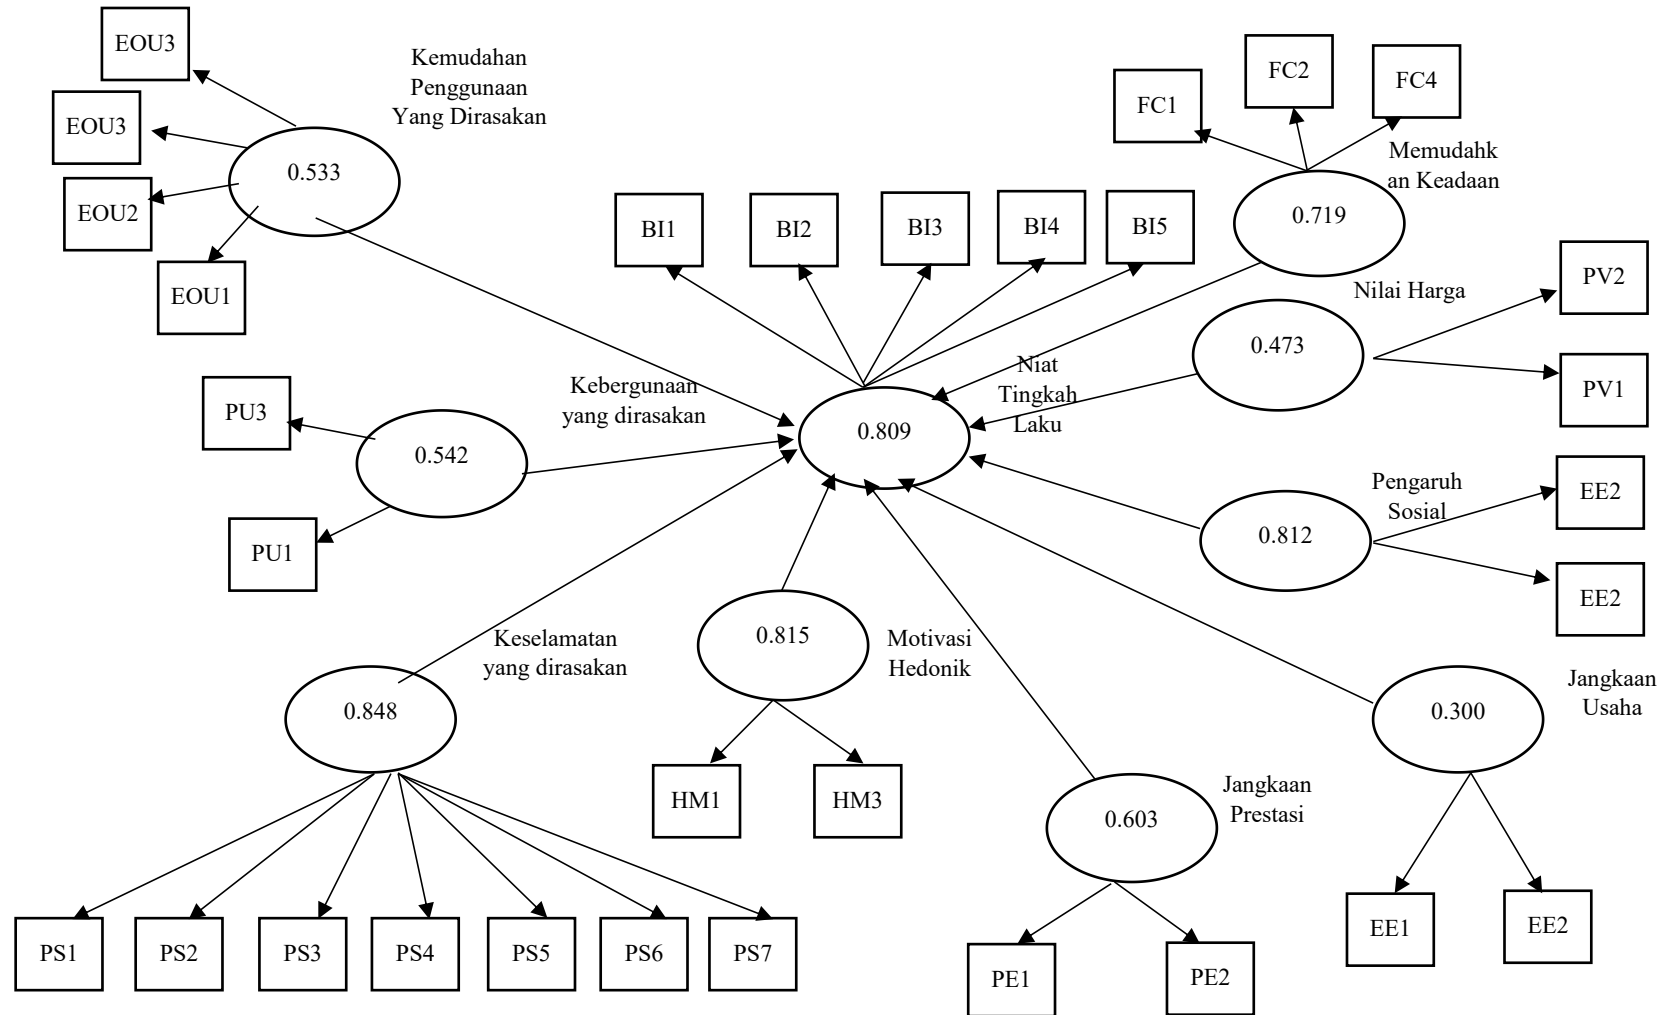 EOU3
Kemudahan
Penggunaan
Yang Dirasakan
EOU3
0.533
EOU2
EOU1
FC1
FC2
FC4
Memudahk
an Keadaan
0.719
BI1
BI2
BI3
BI4
BI5
Nilai Harga
PV2
0.473
PV1
Niat
Tingkah
Laku
0.809
Kebergunaan
yang dirasakan
PU3
0.542
PU1
Pengaruh
Sosial
EE2
0.812
EE2
Keselamatan
yang dirasakan
0.848
0.815
Motivasi
Hedonik
Jangkaan
Usaha
0.300
HM1
HM3
Jangkaan
Prestasi
0.603
PS1
PS2
PS3
PS4
PS5
PS6
PS7
PE1
PE2
EE1
EE2